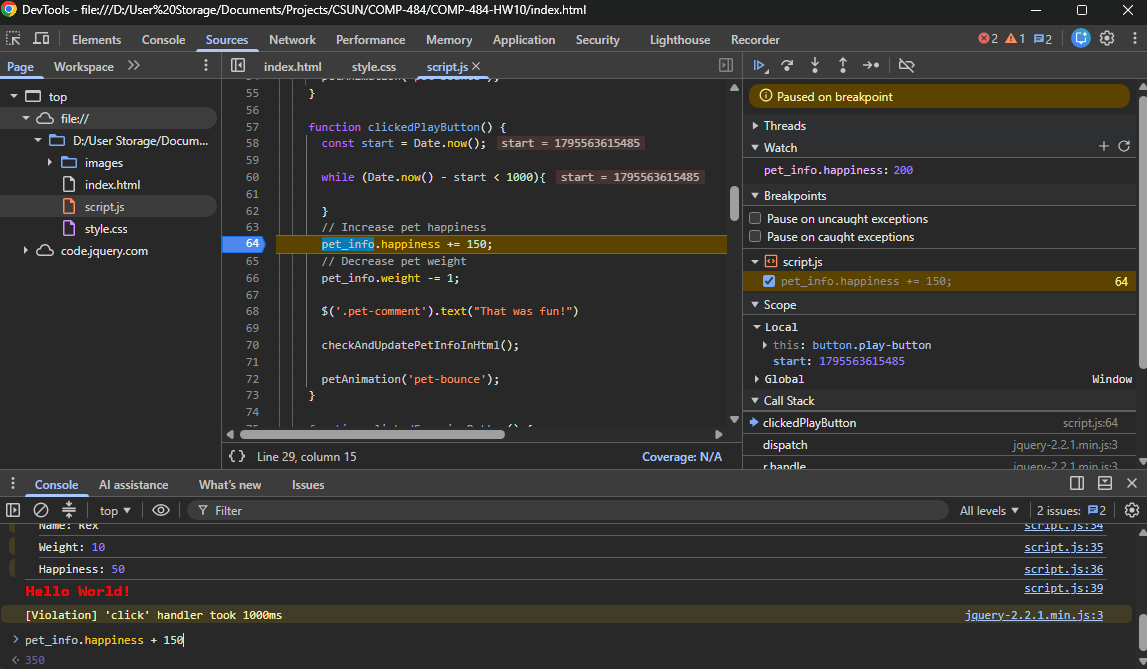 DevTools - file:///D:/User%20Storage/Documents/Projects/CSUN/COMP-484/COMP-484-HW10/index.html
Elements Console Sources Network Performance Memory Application Security Lighthouse Recorder 2 1 2
Page Workspace
index.html style.css script.js
top
file://
D:/User Storage/Docum...
images
index.html
script.js
style.css
code.jquery.com
55 }
56
57 function clickedPlayButton() {
58 const start = Date.now(); start = 1795563615485
59
60 while (Date.now() - start < 1000){ start = 1795563615485
61
62 }
63 // Increase pet happiness
64 pet_info.happiness += 150;
65 // Decrease pet weight
66 pet_info.weight -= 1;
67
68 $('.pet-comment').text("That was fun!")
69
70 checkAndUpdatePetInfoInHtml();
71
72 petAnimation('pet-bounce');
73 }
74
{} Line 29, column 15 Coverage: N/A
Paused on breakpoint
Threads
Watch
pet_info.happiness: 200
Breakpoints
Pause on uncaught exceptions
Pause on caught exceptions
script.js
pet_info.happiness += 150; 64
Scope
Local
this: button.play-button
start: 1795563615485
Global Window
Call Stack
clickedPlayButton script.js:64
dispatch jquery-2.2.1.min.js:3
r.handle jquery-2.2.1.min.js:3
Console AI assistance What's new Issues
top Filter All levels 2 issues: 2
Name: Rex script.js:34
Weight: 10 script.js:35
Happiness: 50 script.js:36
Hello World! script.js:39
[Violation] 'click' handler took 1000ms jquery-2.2.1.min.js:3
> pet_info.happiness + 150
350